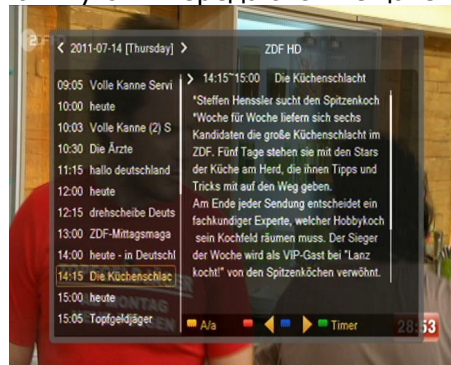 ZDF
< 2011-07-14 [Thursday] >
ZDF HD
09:05 Volle Kanne Servi
10:00 heute
10:03 Volle Kanne (2) S
10:30 Die Ärzte
11:15 hallo deutschland
12:00 heute
12:15 drehscheibe Deuts
13:00 ZDF-Mittagsmaga
14:00 heute - in Deutschl
14:15 Die Küchenschlac
15:00 heute
15:05 Topfgeldjäger
> 14:15~15:00 Die Küchenschlacht
*Steffen Henssler sucht den Spitzenkoch
*Woche für Woche liefern sich sechs
Kandidaten die große Küchenschlacht im
ZDF. Fünf Tage stehen sie mit den Stars
der Küche am Herd, die ihnen Tipps und
Tricks mit auf den Weg geben.
Am Ende jeder Sendung entscheidet ein
fachkundiger Experte, welcher Hobbykoch
sein Kochfeld räumen muss. Der Sieger
der Woche wird als VIP-Gast bei "Lanz
kocht!" von den Spitzenköchen verwöhnt.
A/a
Timer
28:53